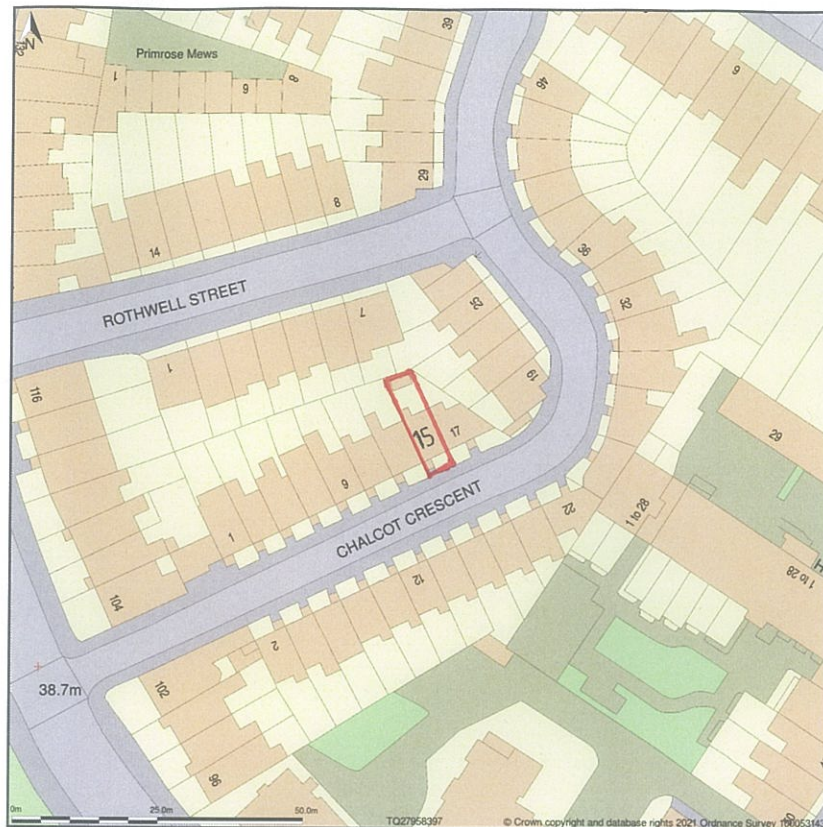 N
Primrose Mews
1
6
8
39
46
6
29
8
14
ROTHWELL STREET
36
32
7
25
1
19
116
15
17
29
9
CHALCOT CRESCENT
22
1 to 28
1 to 28
1
12
104
2
38.7m
102
96
0m
25.0m
50.0m
TQ27958397
© Crown copyright and database rights 2021 Ordnance Survey